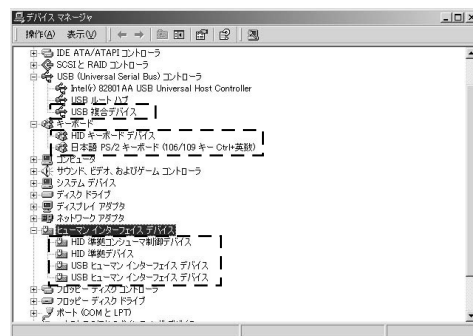 デバイス マネージャ
操作(A) 表示(V)
IDE ATA/ATAPI コントローラ
SCSI と RAID コントローラ
USB (Universal Serial Bus) コントローラ
Intel(r) 82801AA USB Universal Host Controller
USB ルート ハブ
USB 複合デバイス
キーボード
HID キーボード デバイス
日本語 PS/2 キーボード (106/109 キー Ctrl+英数)
コンピュータ
サウンド、ビデオ、およびゲーム コントローラ
システム デバイス
ディスク ドライブ
ディスプレイ アダプタ
ネットワーク アダプタ
ヒューマン インターフェイス デバイス
HID 準拠コンシューマ制御デバイス
HID 準拠デバイス
USB ヒューマン インターフェイス デバイス
USB ヒューマン インターフェイス デバイス
フロッピー ディスク コントローラ
フロッピー ディスク ドライブ
ポート (COM と LPT)